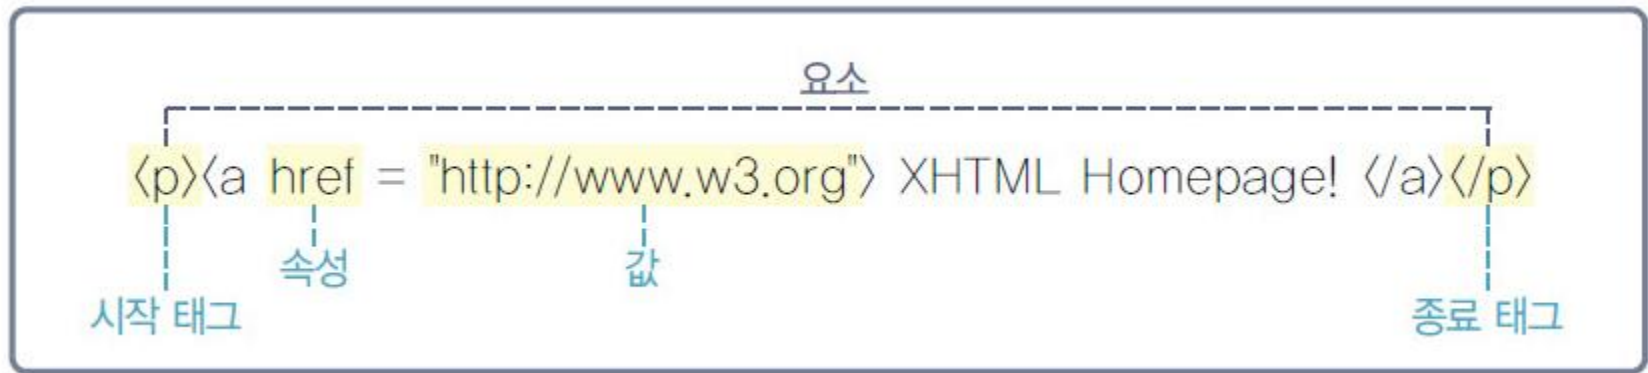 요소
〈p〉〈a href = "http://www.w3.org"〉 XHTML Homepage! 〈/a〉〈/p〉
속성 값
시작 태그 종료 태그